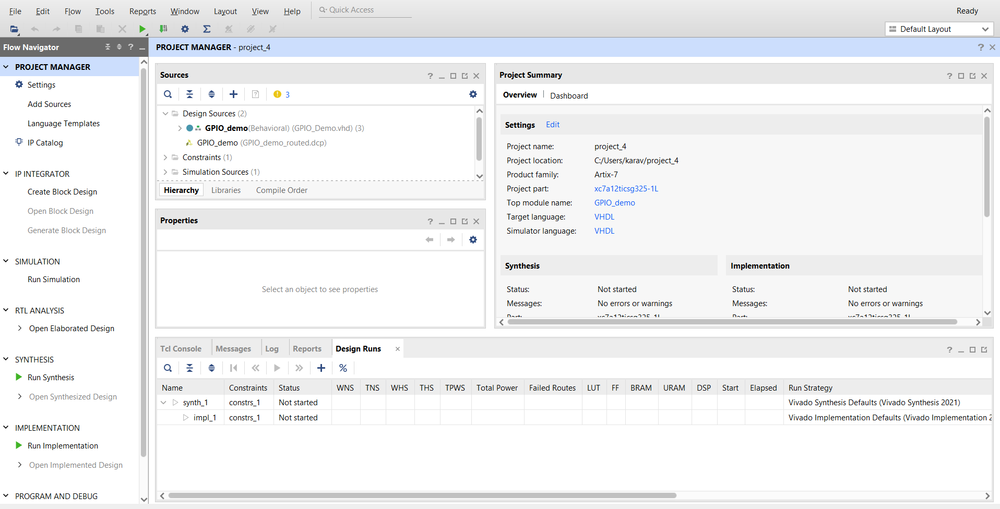 File Edit Flow Tools Reports Window Layout View Help Quick Access Ready
Default Layout
Flow Navigator
PROJECT MANAGER - project_4
PROJECT MANAGER
Settings
Add Sources
Language Templates
IP Catalog
IP INTEGRATOR
Create Block Design
Open Block Design
Generate Block Design
SIMULATION
Run Simulation
RTL ANALYSIS
Open Elaborated Design
SYNTHESIS
Run Synthesis
Open Synthesized Design
IMPLEMENTATION
Run Implementation
Open Implemented Design
PROGRAM AND DEBUG
Sources
3
Design Sources (2)
GPIO_demo(Behavioral) (GPIO_Demo.vhd) (3)
GPIO_demo (GPIO_demo_routed.dcp)
Constraints (1)
Simulation Sources (1)
Hierarchy Libraries Compile Order
Properties
Select an object to see properties
Project Summary
Overview Dashboard
Settings Edit
Project name: project_4
Project location: C:/Users/karav/project_4
Product family: Artix-7
Project part: xc7a12ticsg325-1L
Top module name: GPIO_demo
Target language: VHDL
Simulator language: VHDL
Synthesis Implementation
Status: Not started Status: Not started
Messages: No errors or warnings Messages: No errors or warnings
Part: xc7a12ticsg325-1L Part: xc7a12ticsg325-1L
Tcl Console Messages Log Reports Design Runs
Name Constraints Status WNS TNS WHS THS TPWS Total Power Failed Routes LUT FF BRAM URAM DSP Start Elapsed Run Strategy
synth_1 constrs_1 Not started Vivado Synthesis Defaults (Vivado Synthesis 2021)
impl_1 constrs_1 Not started Vivado Implementation Defaults (Vivado Implementation 2